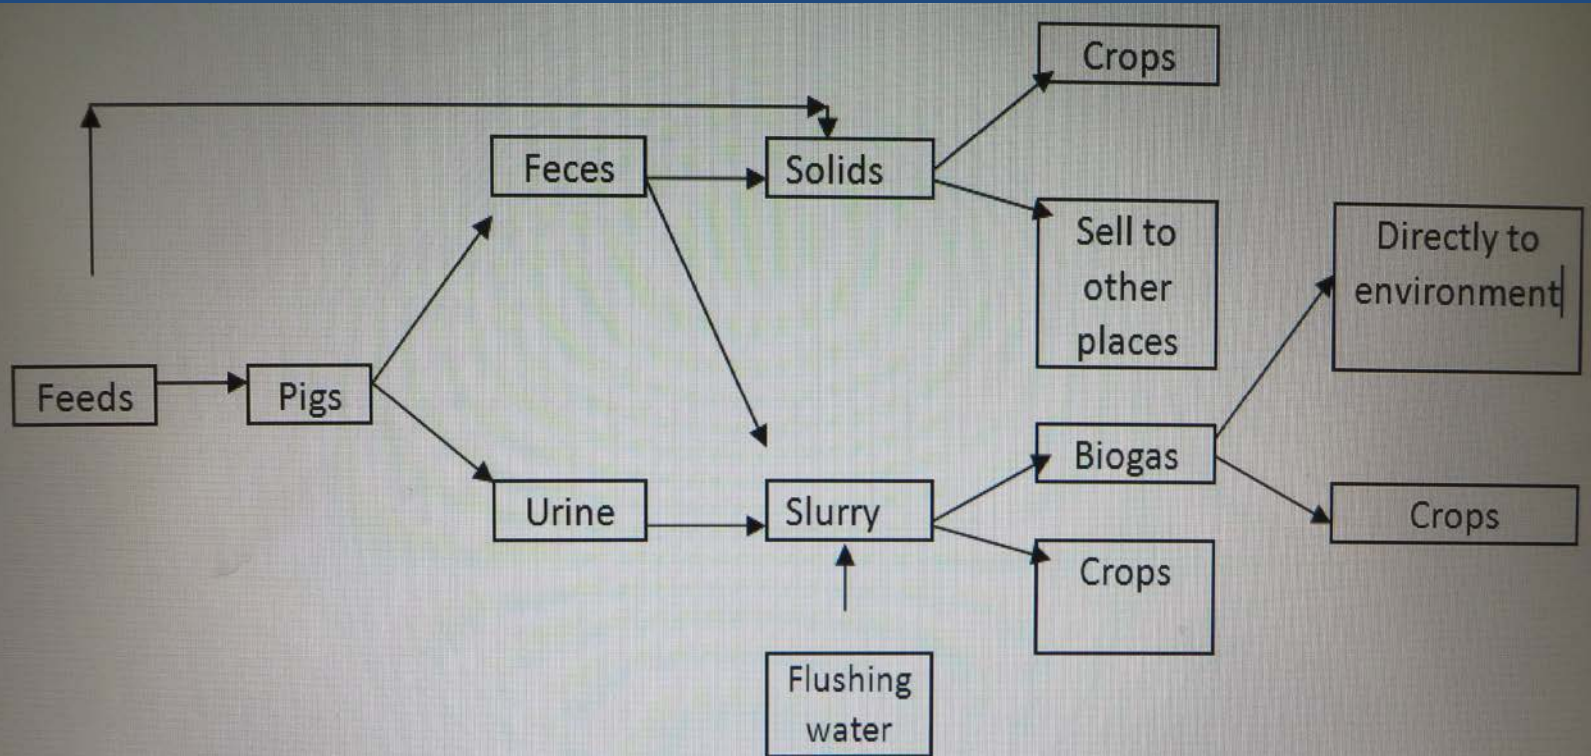 Crops
Feces
Solids
Sell to
other
places
Directly to
environment
Feeds
Pigs
Biogas
Urine
Slurry
Crops
Crops
Flushing
water